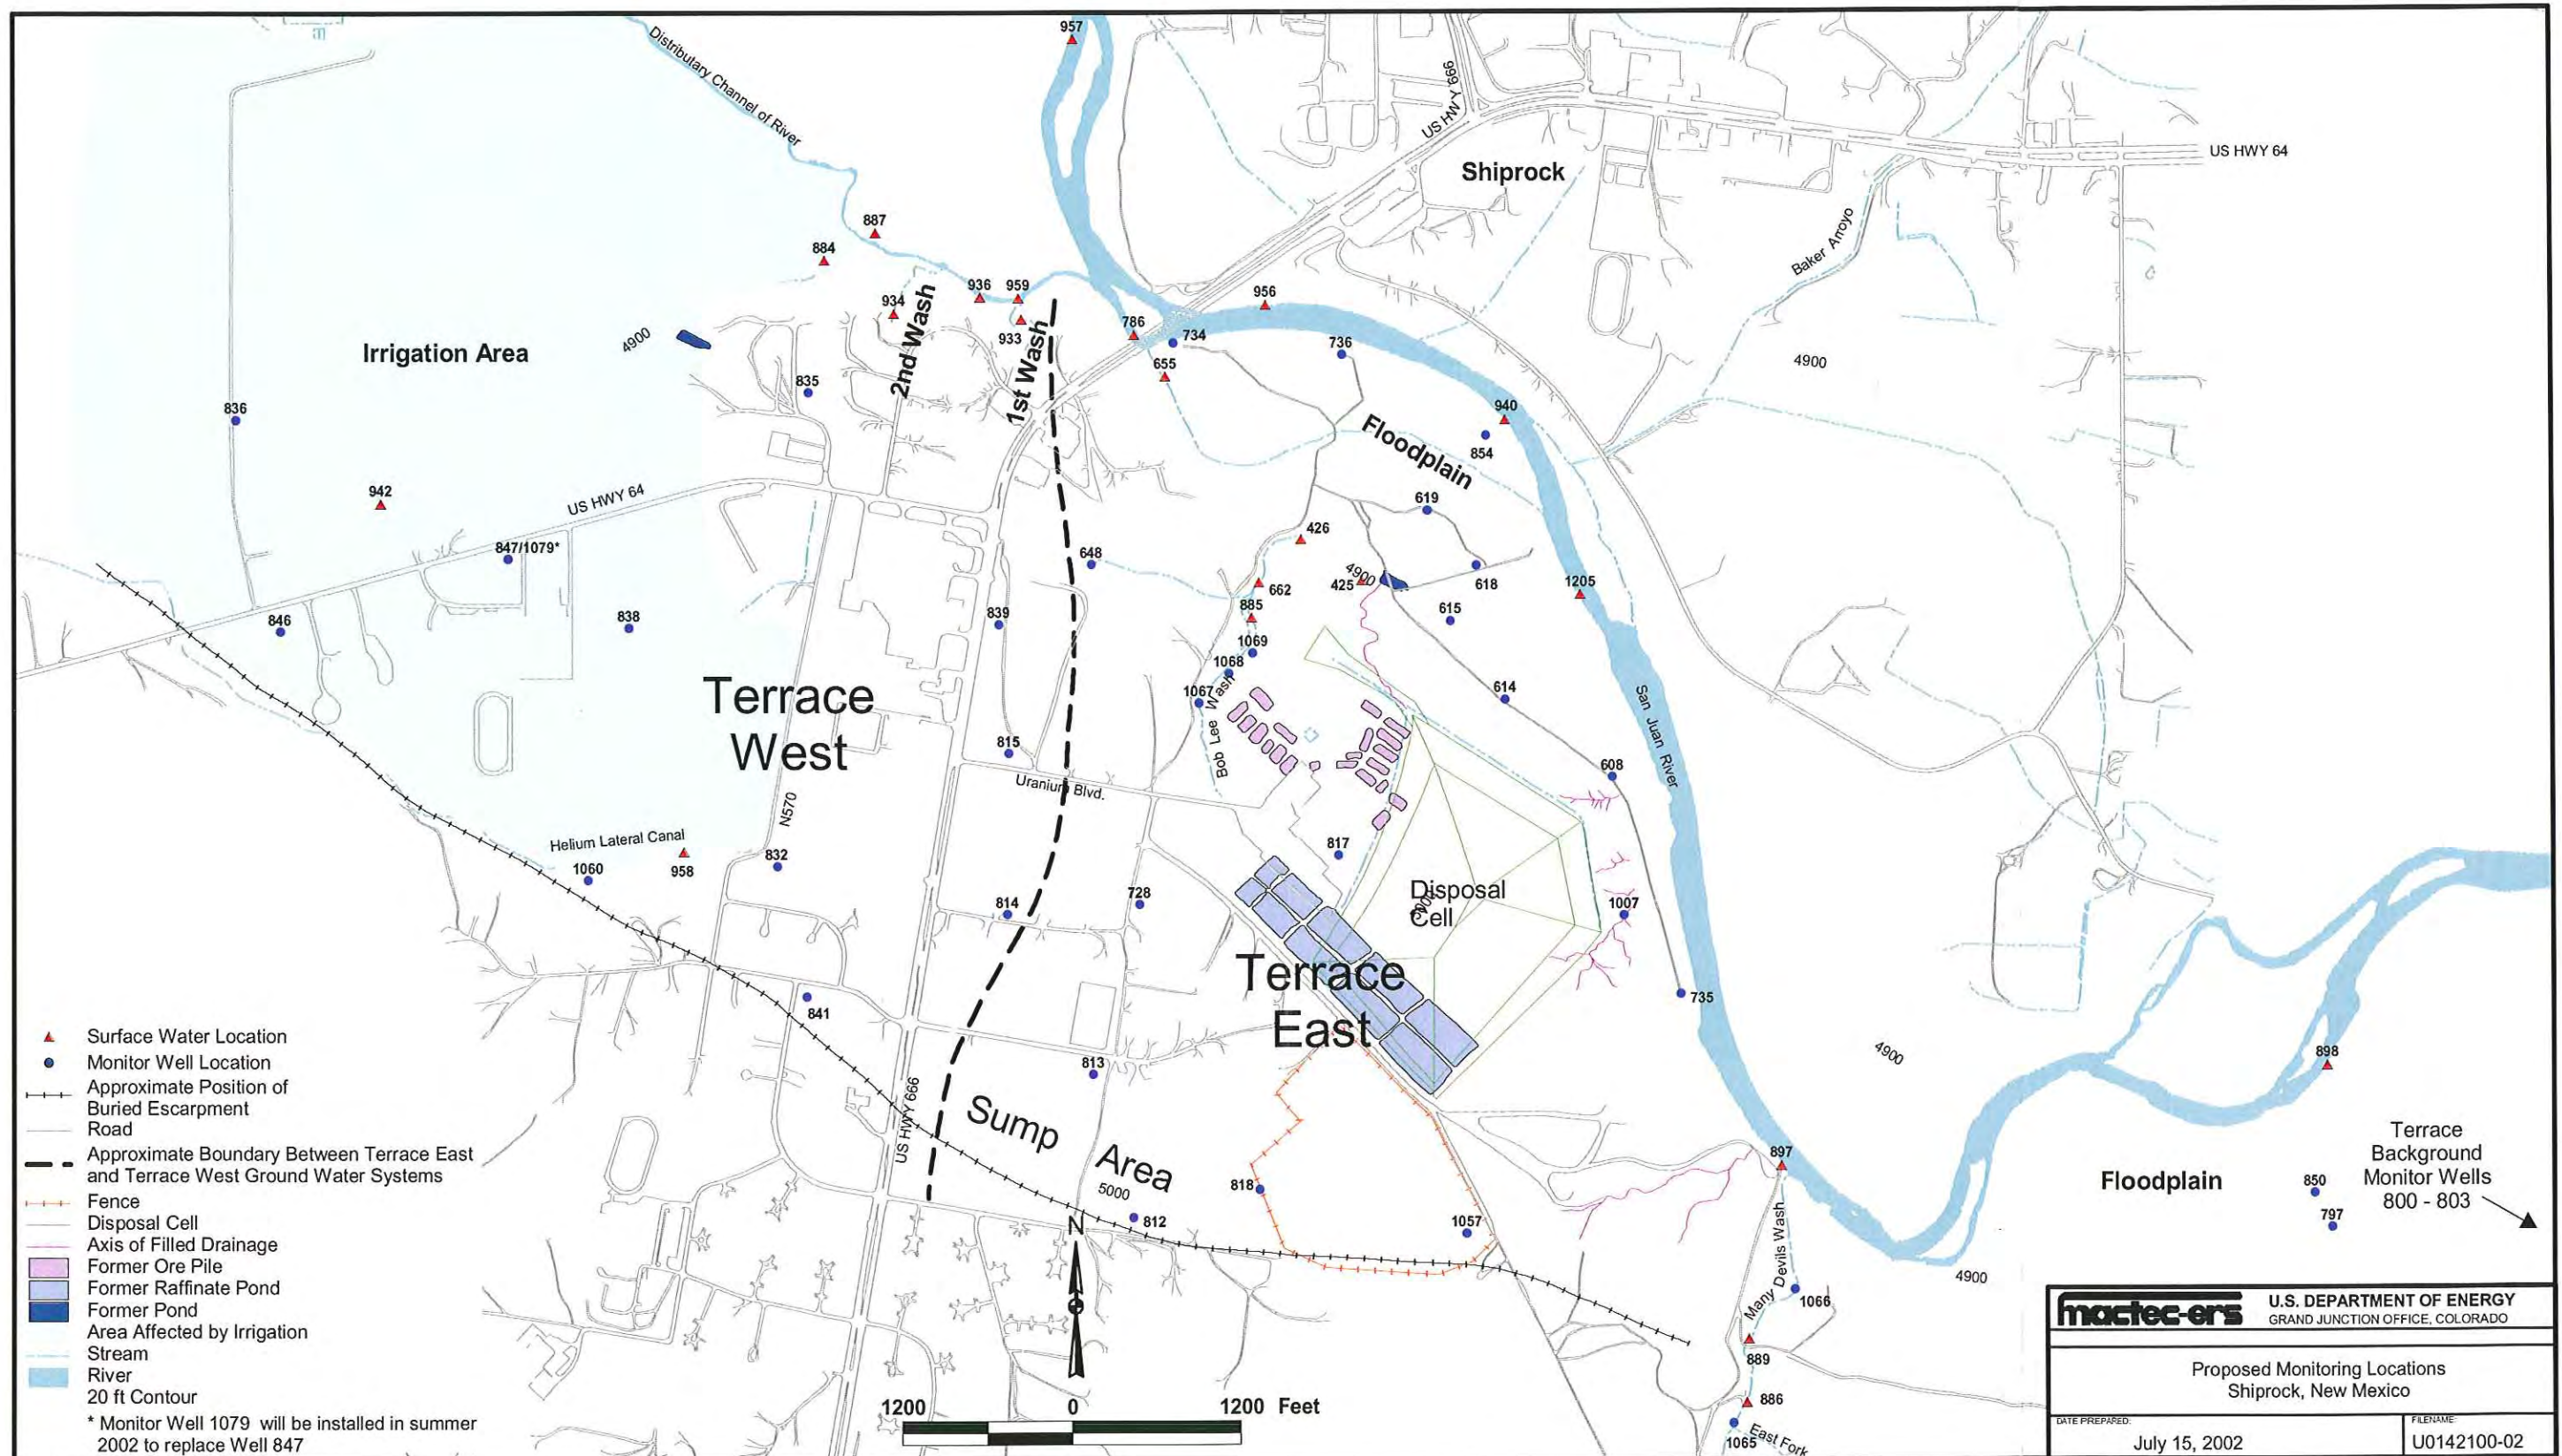 957
Distributary Channel of River
US HWY 666
Shiprock
US HWY 64
Baker Arroyo
887
884
934
2nd Wash
936
959
933
1st Wash
786
734
956
736
655
4900
Irrigation Area
835
836
942
US HWY 64
847/1079*
846
838
4900
940
854
Floodplain
619
426
648
662
425
4900
618
1205
885
615
839
1069
1068
1067
Bob Lee Wash
614
San Juan River
Terrace
West
815
Uranium Blvd.
608
N570
Helium Lateral Canal
1060
958
832
817
814
728
Disposal
Cell
1007
Terrace
East
735
841
813
4900
898
US HWY 666
Sump
Area
5000
818
812
1057
897
Many Devils Wash
Floodplain
Terrace
Background
Monitor Wells
800 - 803
850
797
4900
1066
889
886
1065
East Fork
Surface Water Location
Monitor Well Location
Approximate Position of
Buried Escarpment
Road
Approximate Boundary Between Terrace East
and Terrace West Ground Water Systems
Fence
Disposal Cell
Axis of Filled Drainage
Former Ore Pile
Former Raffinate Pond
Former Pond
Area Affected by Irrigation
Stream
River
20 ft Contour
* Monitor Well 1079 will be installed in summer
2002 to replace Well 847
N
1200 0 1200 Feet
mactec-ers
U.S. DEPARTMENT OF ENERGY
GRAND JUNCTION OFFICE, COLORADO
Proposed Monitoring Locations
Shiprock, New Mexico
DATE PREPARED:
July 15, 2002
FILENAME:
U0142100-02